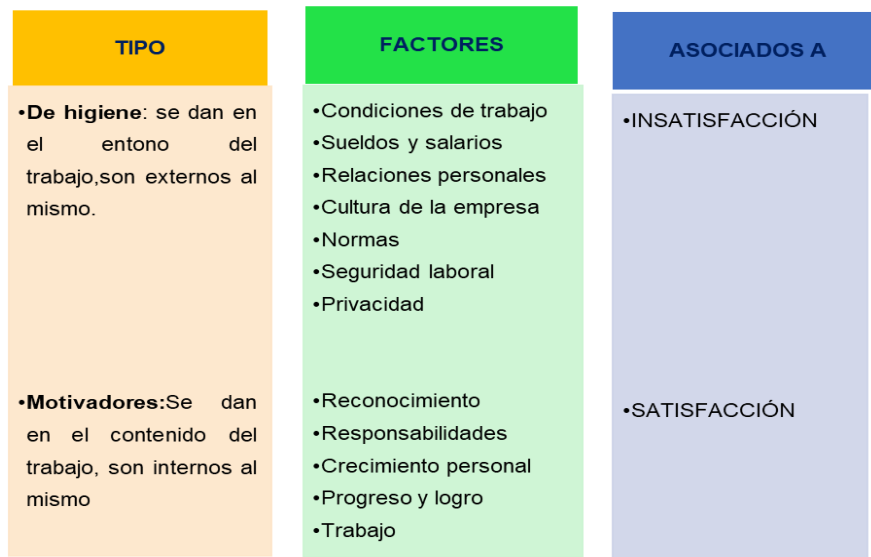 TIPO
•De higiene: se dan en
el entono del
trabajo,son externos al
mismo.
•Motivadores:Se dan
en el contenido del
trabajo, son internos al
mismo
FACTORES
•Condiciones de trabajo
•Sueldos y salarios
•Relaciones personales
•Cultura de la empresa
•Normas
•Seguridad laboral
•Privacidad
•Reconocimiento
•Responsabilidades
•Crecimiento personal
•Progreso y logro
•Trabajo
ASOCIADOS A
•INSATISFACCIÓN
•SATISFACCIÓN